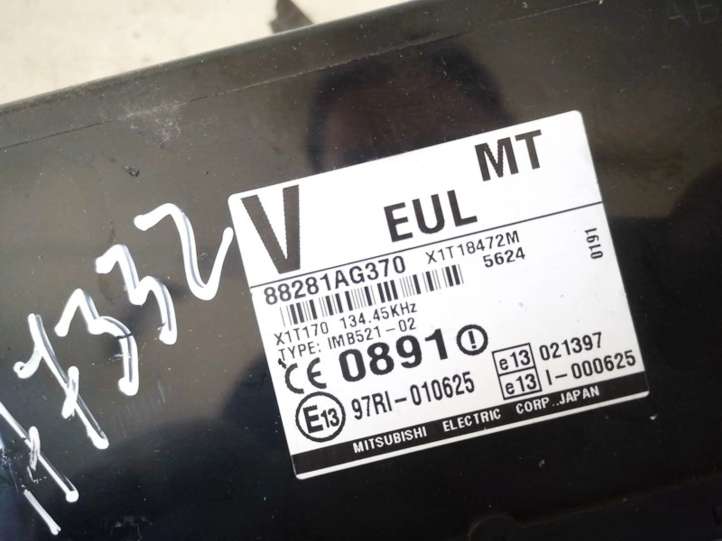 MT
V EUL
88281AG370 X1T18472M
5624
0191
X1T170 134.45KHz
TYPE: IMB521-02
CE 0891
e13 021397
E13 97RI-010625 e13 I-000625
MITSUBISHI ELECTRIC CORP., JAPAN
7332